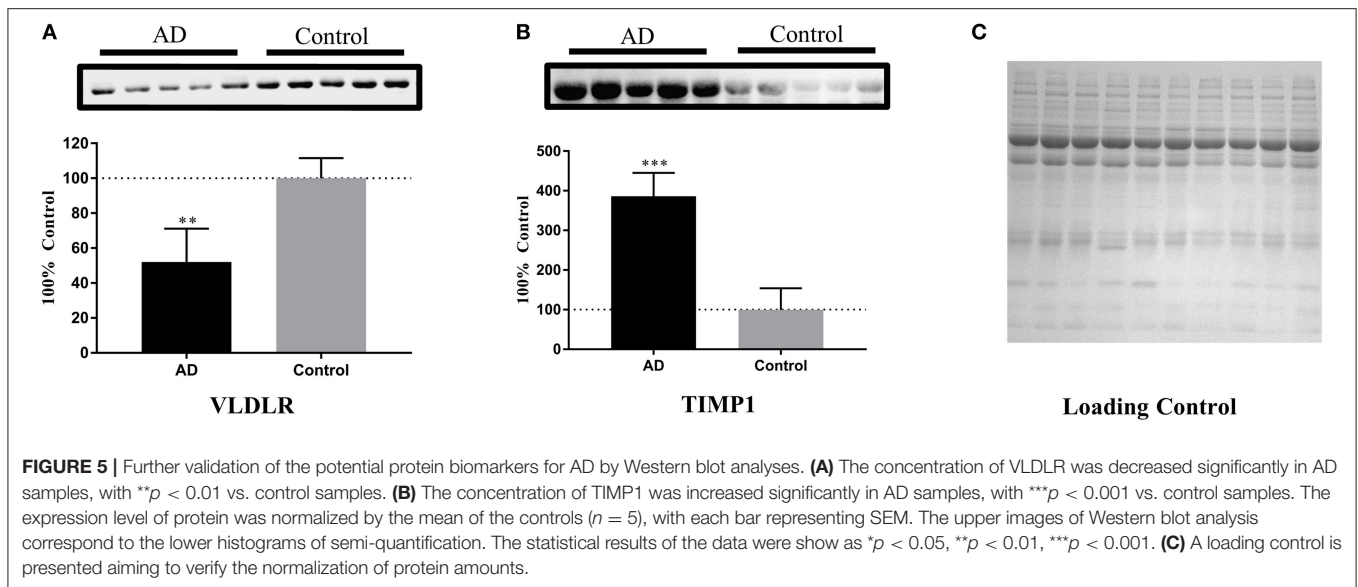 A
AD
Control
120
100
80
60
40
20
0
100% Control
**
AD
Control
VLDLR
B
AD
Control
500
400
300
200
100
0
100% Control
***
AD
Control
TIMP1
C
Loading Control
FIGURE 5 | Further validation of the potential protein biomarkers for AD by Western blot analyses. (A) The concentration of VLDLR was decreased significantly in AD
samples, with **p < 0.01 vs. control samples. (B) The concentration of TIMP1 was increased significantly in AD samples, with ***p < 0.001 vs. control samples. The
expression level of protein was normalized by the mean of the controls (n = 5), with each bar representing SEM. The upper images of Western blot analysis
correspond to the lower histograms of semi-quantification. The statistical results of the data were show as *p < 0.05, **p < 0.01, ***p < 0.001. (C) A loading control is
presented aiming to verify the normalization of protein amounts.